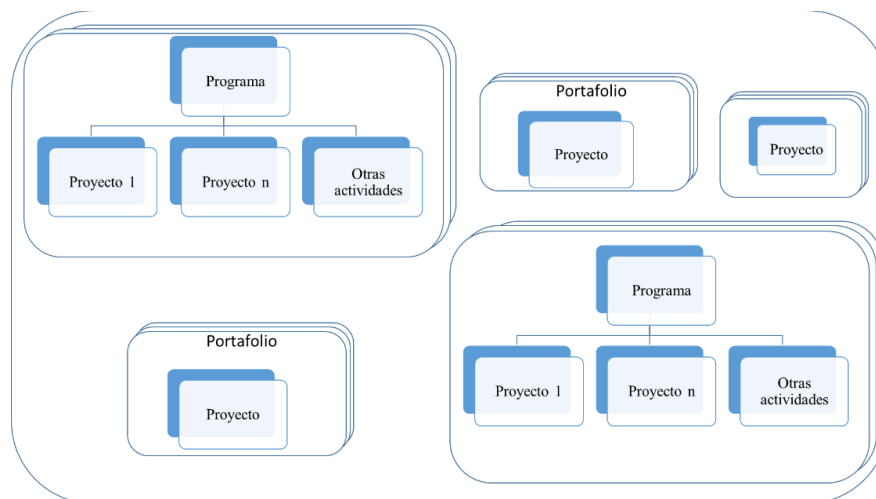 Programa
Proyecto 1
Proyecto n
Otras
actividades
Portafolio
Proyecto
Proyecto
Portafolio
Proyecto
Programa
Proyecto 1
Proyecto n
Otras
actividades